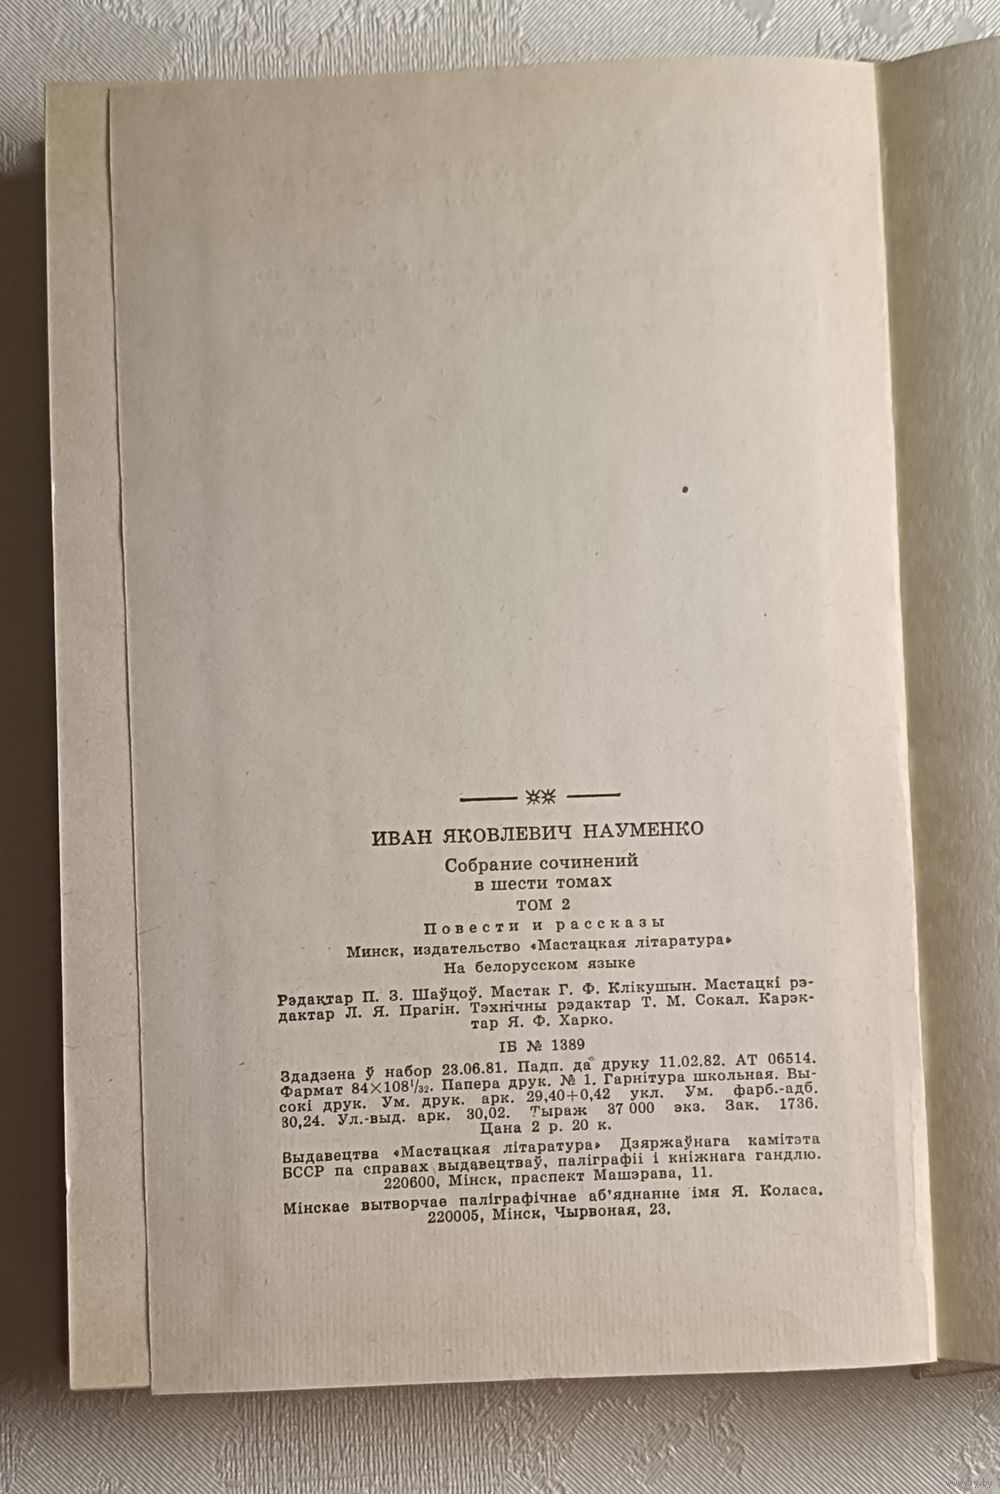 ИВАН ЯКОВЛЕВИЧ НАУМЕНКО
Собрание сочинений
в шести томах
ТОМ 2
Повести и рассказы
Минск, издательство «Мастацкая літаратура»
На белорусском языке
Рэдактар П. З. Шаўцоў. Мастак Г. Ф. Клікушын. Мастацкі рэ-
дактар Л. Я. Прагін. Тэхнічны рэдактар Т. М. Сокал. Карэк-
тар Я. Ф. Харко.
ІБ № 1389
Здадзена ў набор 23.06.81. Падп. да друку 11.02.82. АТ 06514.
Фармат 84×108¹/₃₂. Папера друк. № 1. Гарнітура школьная. Вы-
сокі друк. Ум. друк. арк. 29,40+0,42 укл. Ум. фарб.-адб.
30,24. Ул.-выд. арк. 30,02. Тыраж 37 000 экз. Зак. 1736.
Цана 2 р. 20 к.
Выдавецтва «Мастацкая літаратура» Дзяржаўнага камітэта
БССР па справах выдавецтваў, паліграфіі і кніжнага гандлю.
220600, Мінск, праспект Машэрава, 11.
Мінскае вытворчае паліграфічнае аб'яднанне імя Я. Коласа.
220005, Мінск, Чырвоная, 23.
www.ay.by